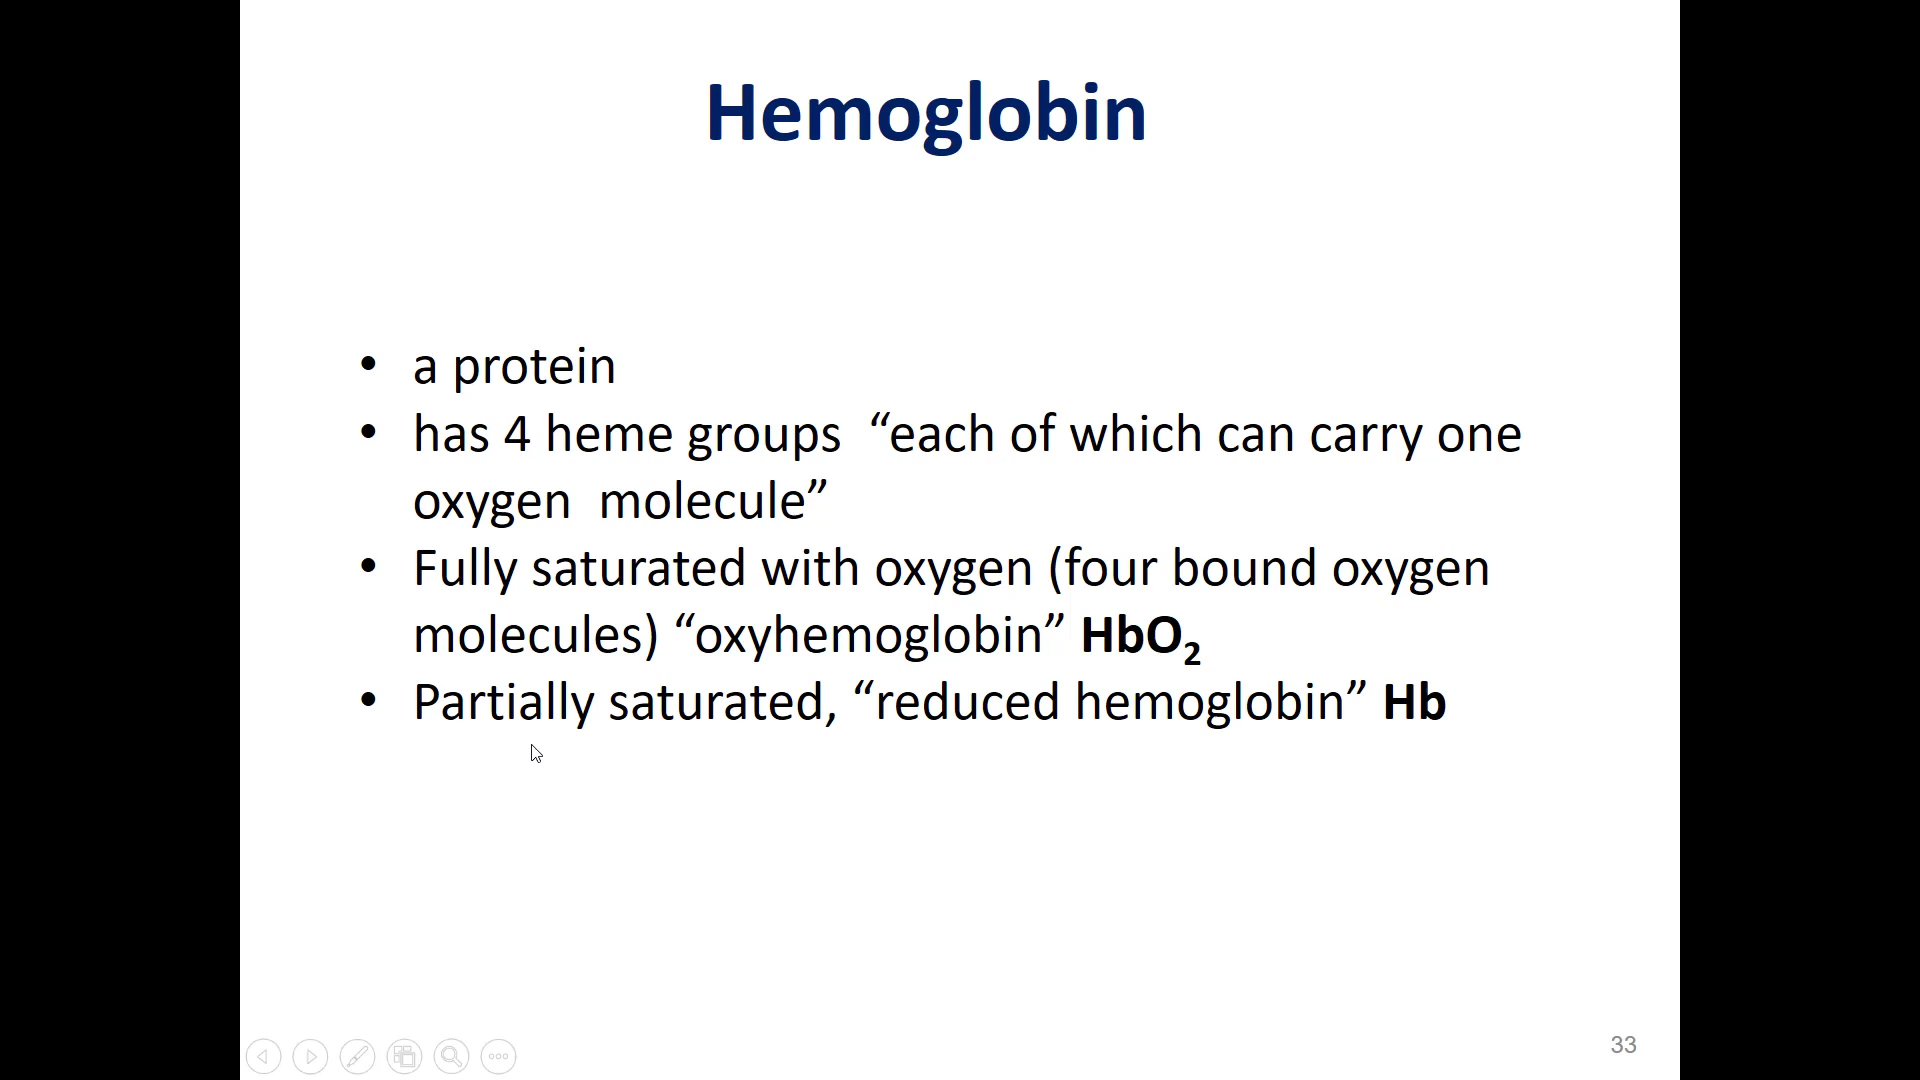 Hemoglobin
• a protein
• has 4 heme groups  “each of which can carry one
oxygen  molecule”
• Fully saturated with oxygen (four bound oxygen
molecules) “oxyhemoglobin” HbO₂
• Partially saturated, “reduced hemoglobin” Hb
33